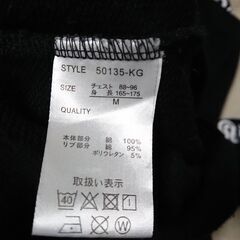 STYLE 50135-KG
SIZE チェスト 88-96
身 長 165-175
M
QUALITY
本体部分 綿 100%
リブ部分 綿 95%
ポリウレタン 5%
取扱い表示
40
W